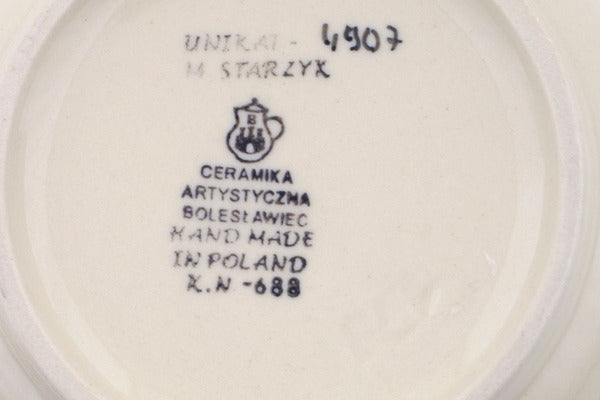 UNIKAT - 4907
M. STARZYK
B
CERAMIKA
ARTYSTYCZNA
BOLESŁAWIEC
HAND MADE
IN POLAND
K.N -688